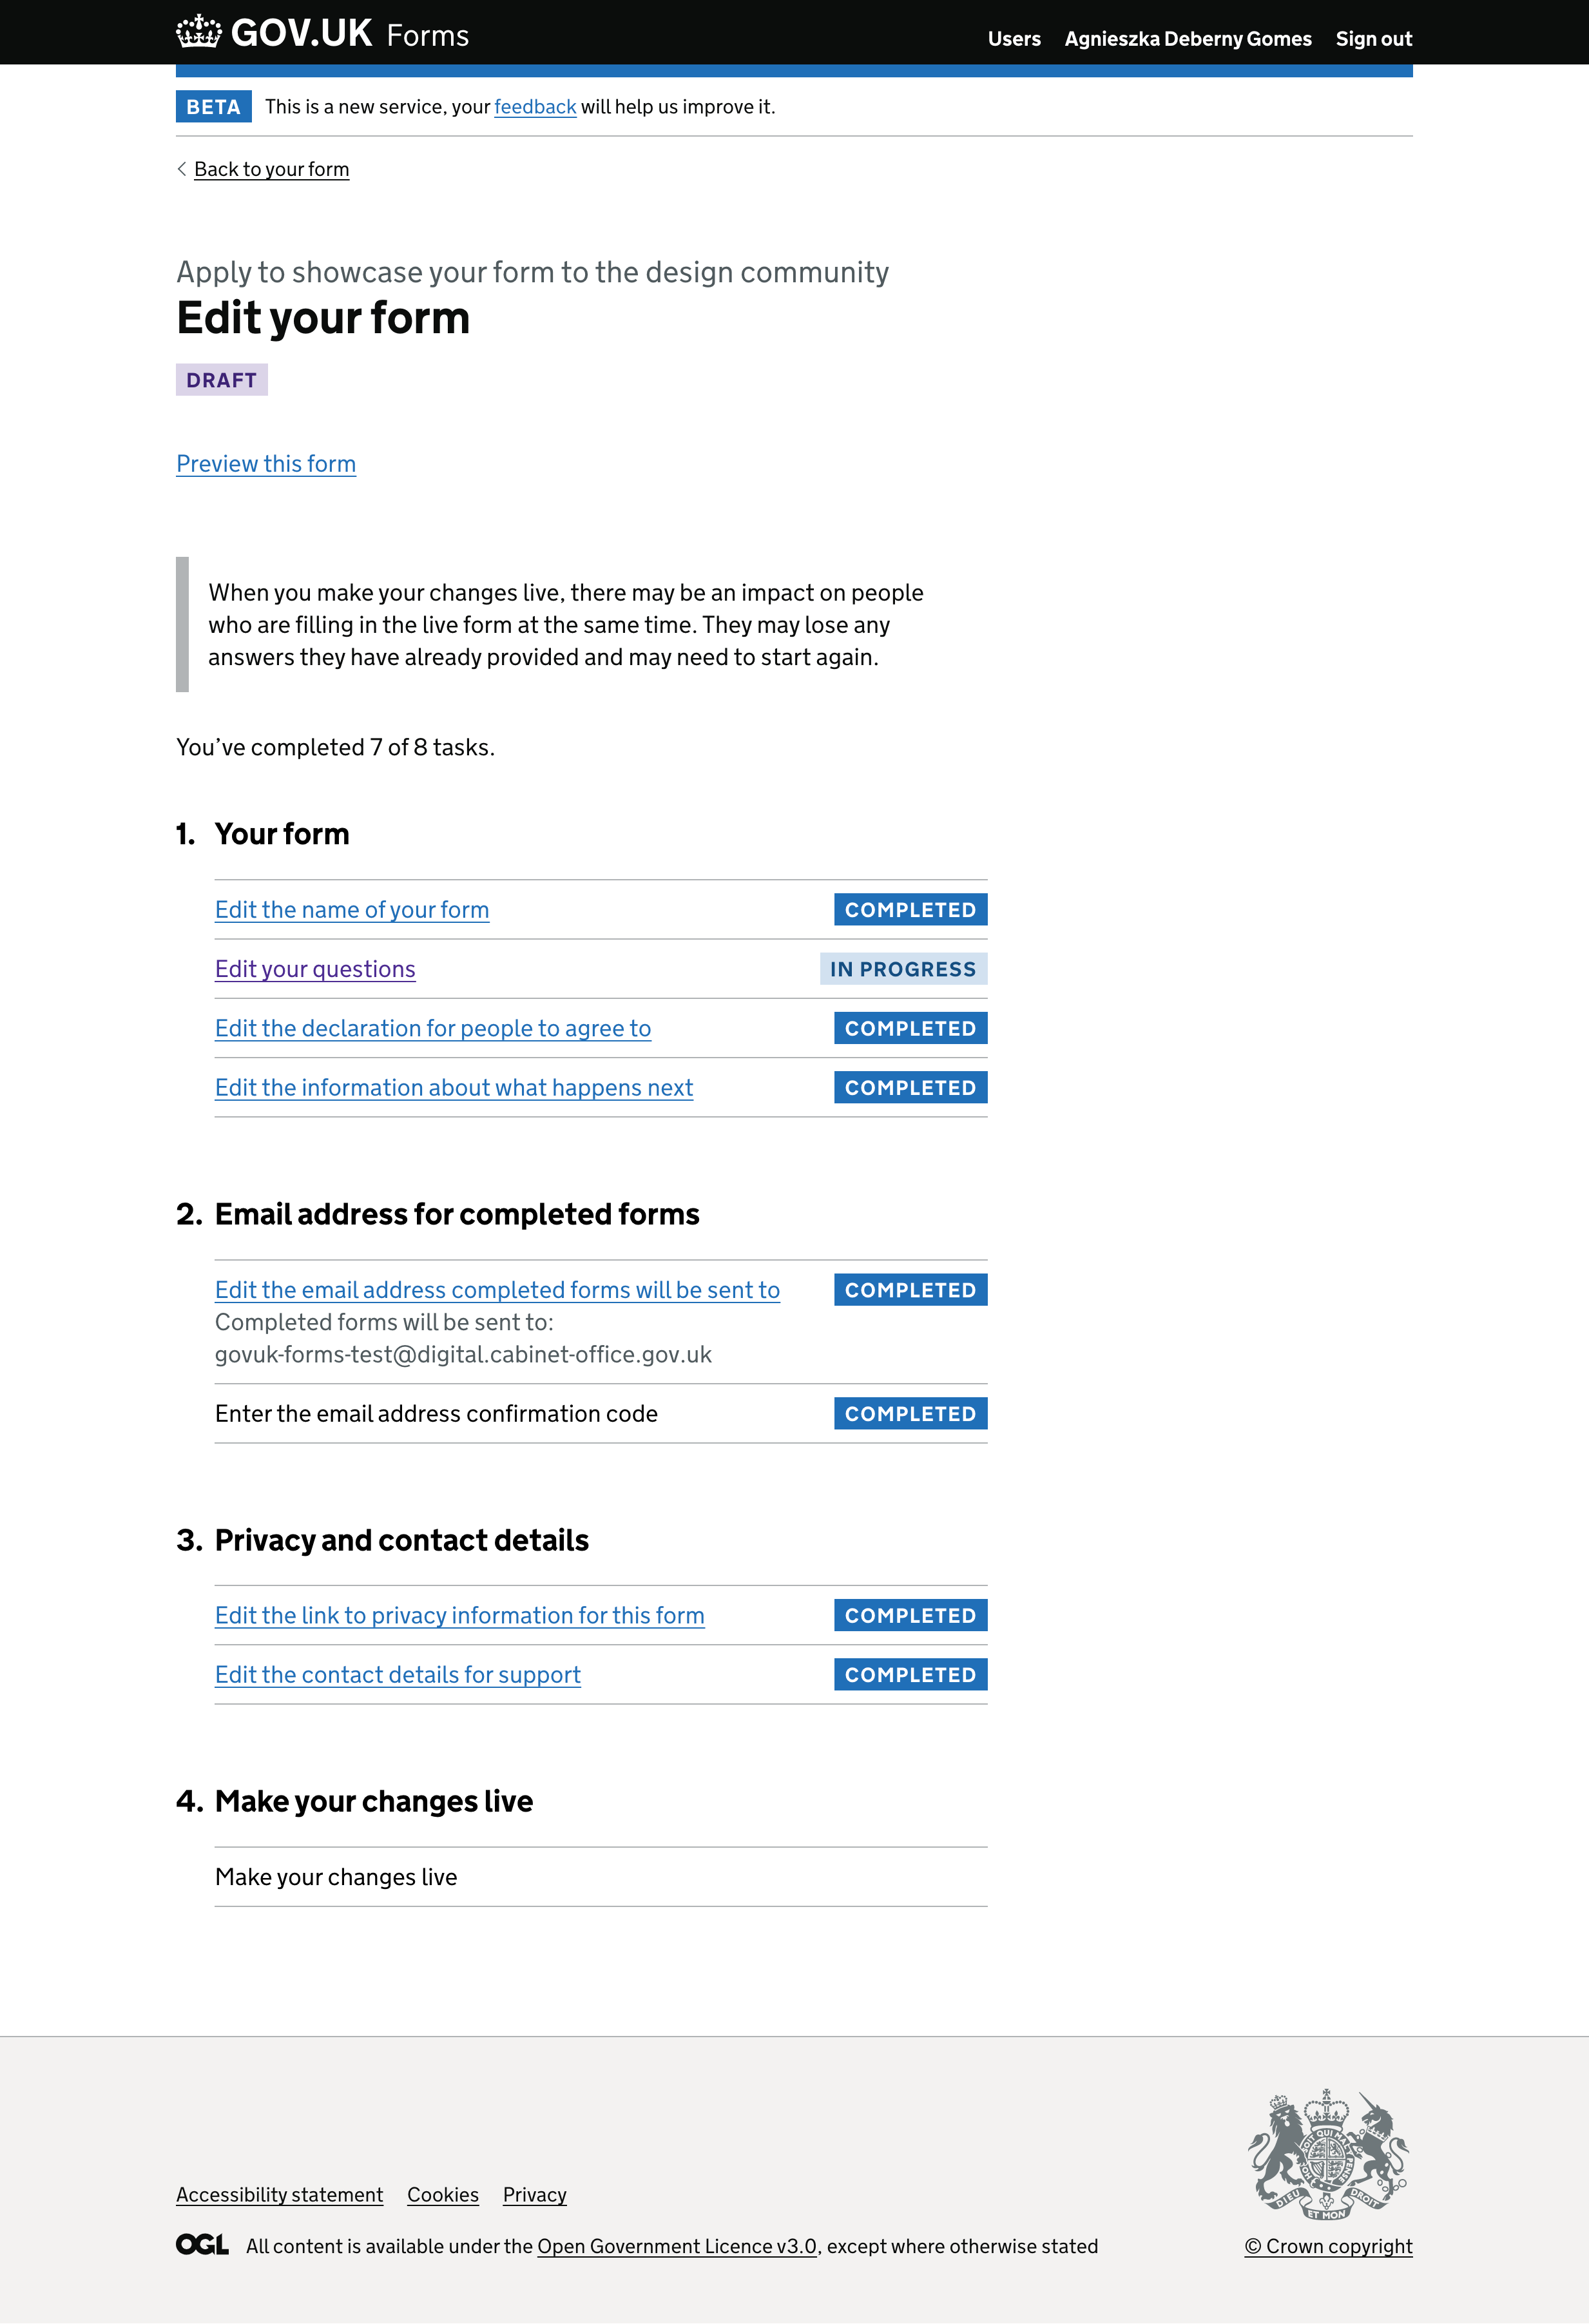 GOV.UK Forms
Users Agnieszka Deberny Gomes Sign out
BETA This is a new service, your feedback will help us improve it.
Back to your form
Apply to showcase your form to the design community
Edit your form
DRAFT
Preview this form
When you make your changes live, there may be an impact on people
who are filling in the live form at the same time. They may lose any
answers they have already provided and may need to start again.
You’ve completed 7 of 8 tasks.
1. Your form
Edit the name of your form COMPLETED
Edit your questions IN PROGRESS
Edit the declaration for people to agree to COMPLETED
Edit the information about what happens next COMPLETED
2. Email address for completed forms
Edit the email address completed forms will be sent to COMPLETED
Completed forms will be sent to:
govuk-forms-test@digital.cabinet-office.gov.uk
Enter the email address confirmation code COMPLETED
3. Privacy and contact details
Edit the link to privacy information for this form COMPLETED
Edit the contact details for support COMPLETED
4. Make your changes live
Make your changes live
DIEU ET MON DROIT
Accessibility statement Cookies Privacy
OGL All content is available under the Open Government Licence v3.0, except where otherwise stated
© Crown copyright